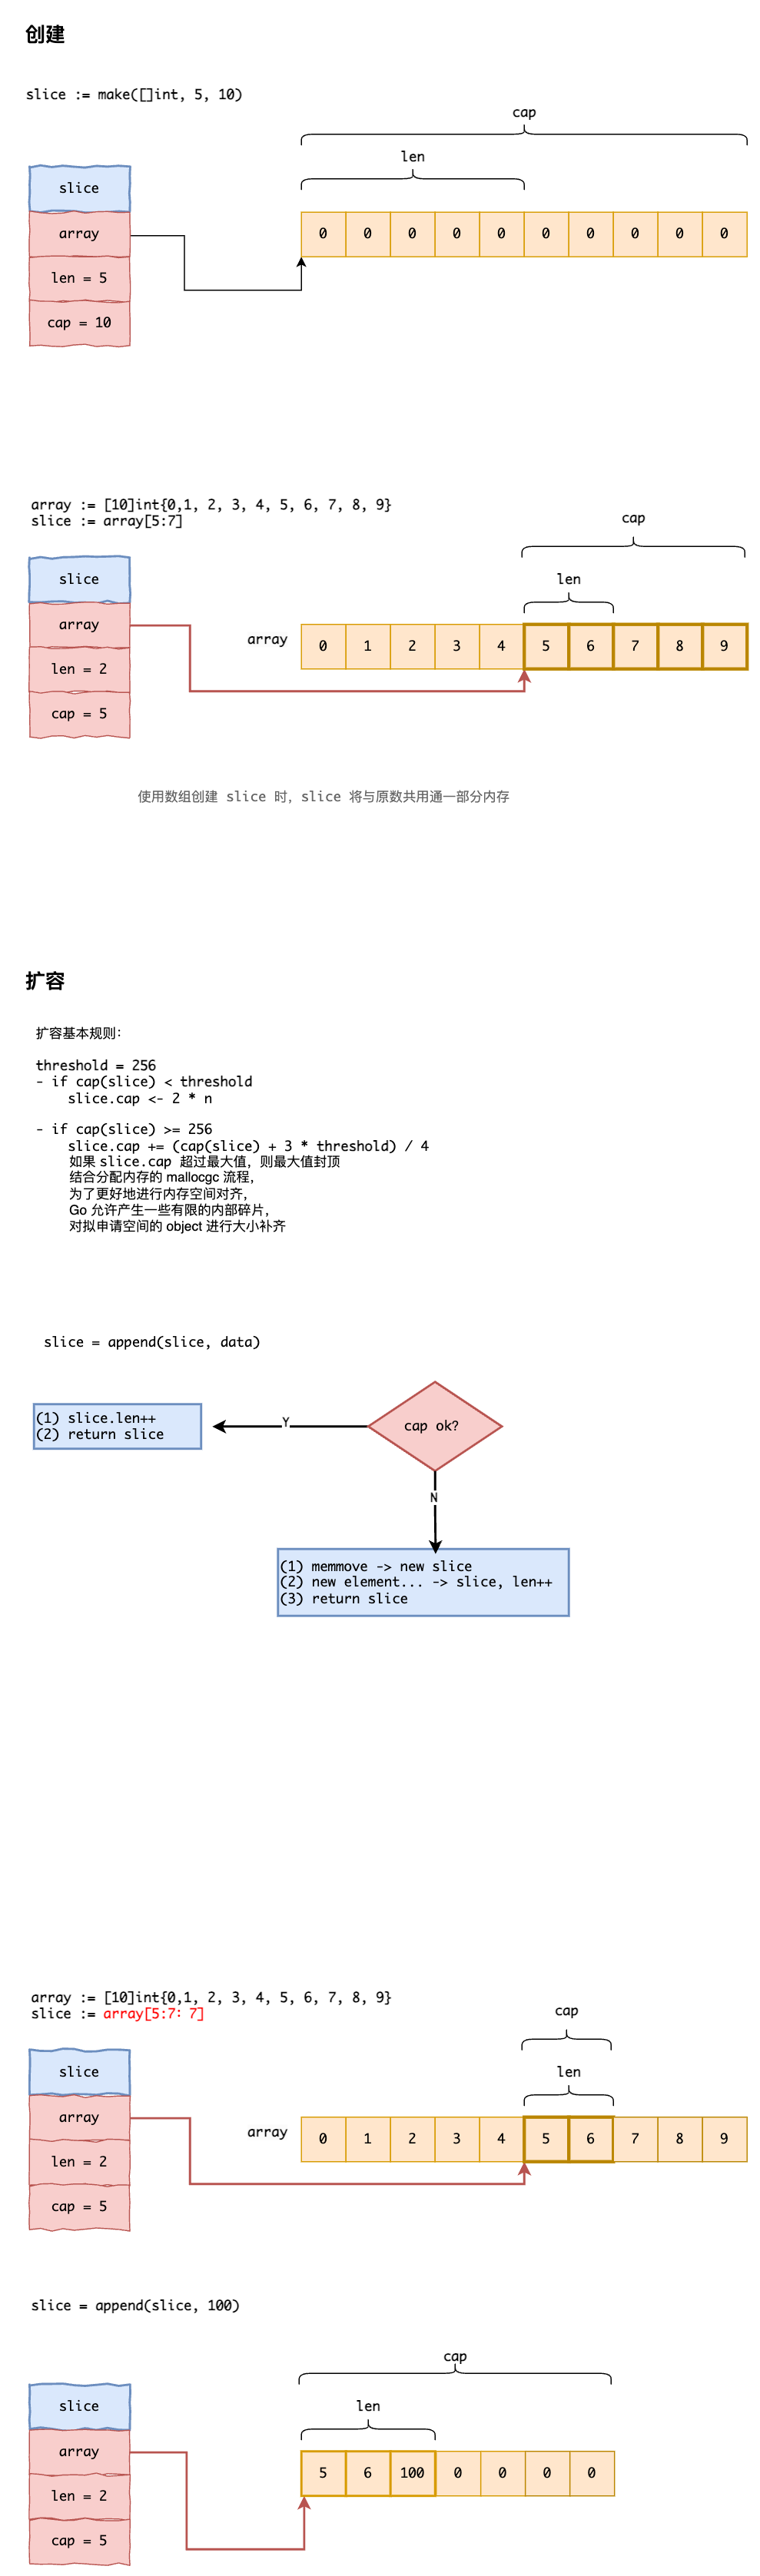 创建
slice := make([]int, 5, 10)
cap
len
slice
array
0 0 0 0 0 0 0 0 0 0
len = 5
cap = 10
array := [10]int{0,1, 2, 3, 4, 5, 6, 7, 8, 9}
slice := array[5:7]
cap
len
slice
array
array
0 1 2 3 4 5 6 7 8 9
len = 2
cap = 5
使用数组创建 slice 时，slice 将与原数共用通一部分内存
扩容
扩容基本规则：
threshold = 256
- if cap(slice) < threshold
slice.cap <- 2 * n
- if cap(slice) >= 256
slice.cap += (cap(slice) + 3 * threshold) / 4
如果 slice.cap 超过最大值，则最大值封顶
结合分配内存的 mallocgc 流程，
为了更好地进行内存空间对齐，
Go 允许产生一些有限的内部碎片，
对拟申请空间的 object 进行大小补齐
slice = append(slice, data)
cap ok?
Y
(1) slice.len++
(2) return slice
N
(1) memmove -> new slice
(2) new element... -> slice, len++
(3) return slice
array := [10]int{0,1, 2, 3, 4, 5, 6, 7, 8, 9}
slice := array[5:7：7]
cap
len
slice
array
array
0 1 2 3 4 5 6 7 8 9
len = 2
cap = 5
slice = append(slice, 100)
cap
len
slice
array
5 6 100 0 0 0 0
len = 2
cap = 5